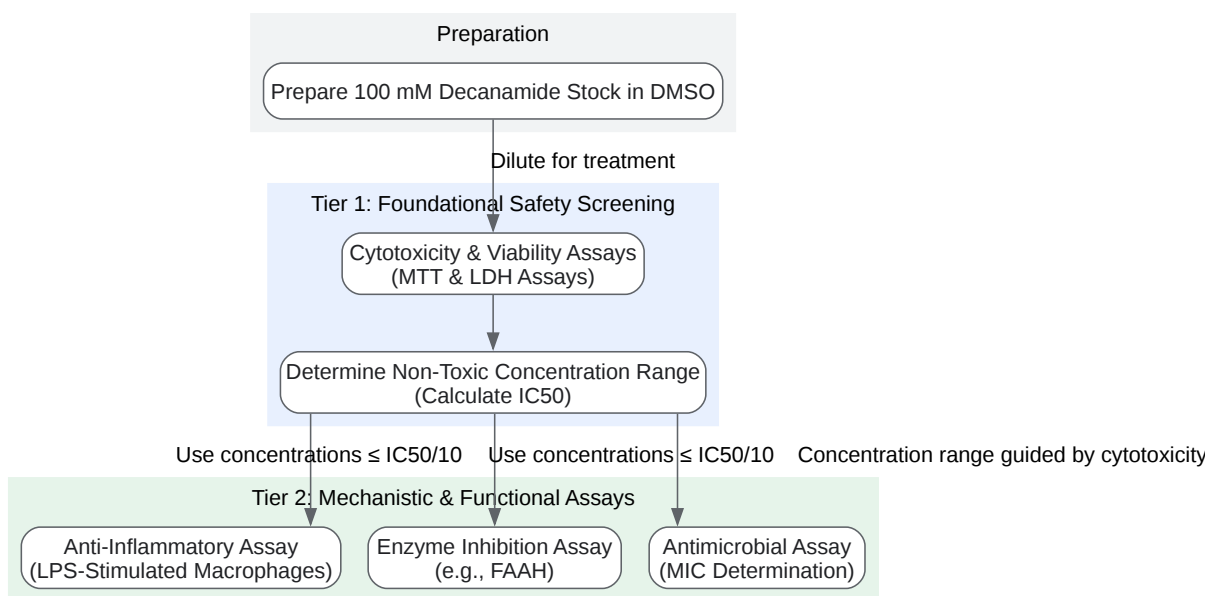 Preparation
Prepare 100 mM Decanamide Stock in DMSO
Dilute for treatment
Tier 1: Foundational Safety Screening
Cytotoxicity & Viability Assays
(MTT & LDH Assays)
Determine Non-Toxic Concentration Range
(Calculate IC50)
Use concentrations ≤ IC50/10
Use concentrations ≤ IC50/10
Concentration range guided by cytotoxicity
Tier 2: Mechanistic & Functional Assays
Anti-Inflammatory Assay
(LPS-Stimulated Macrophages)
Enzyme Inhibition Assay
(e.g., FAAH)
Antimicrobial Assay
(MIC Determination)